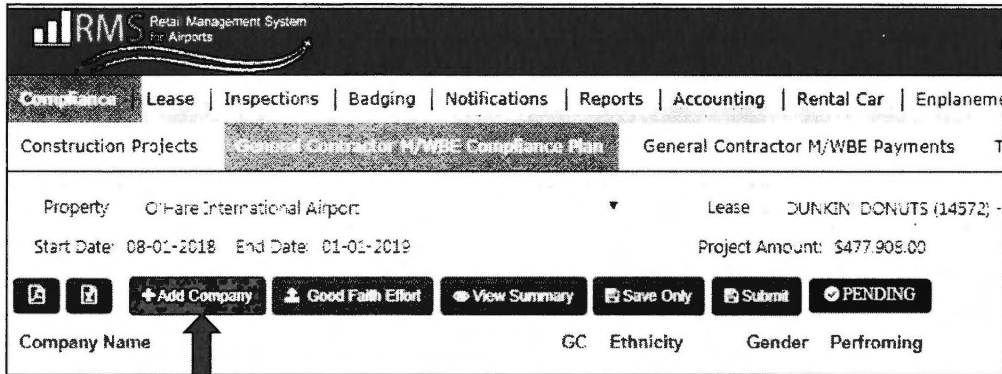 RMS Retail Management System
for Airports
Compliance | Lease | Inspections | Badging | Notifications | Reports | Accounting | Rental Car | Enplaneme
Construction Projects General Contractor M/WBE Compliance Plan General Contractor M/WBE Payments T
Property O'Hare International Airport Lease DUNKIN DONUTS (14572) -
Start Date: 08-01-2018 End Date: 01-01-2019 Project Amount: $477,908.00
+Add Company Good Faith Effort View Summary Save Only Submit PENDING
Company Name GC Ethnicity Gender Perfroming